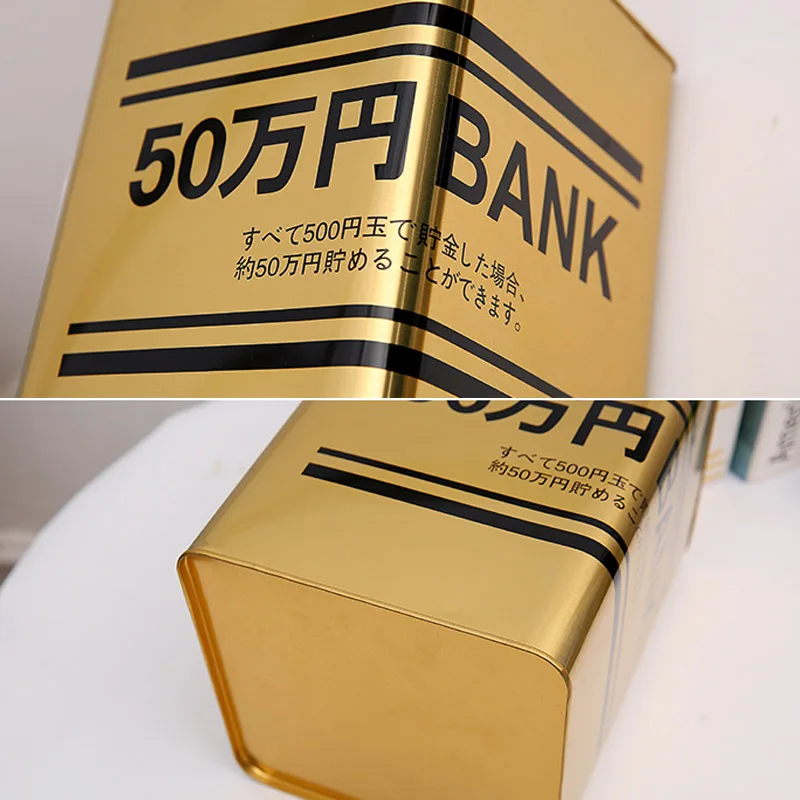 50万円 BANK
すべて500円玉で貯金した場合、
約50万円貯めることができます。
万円
すべて500円玉で
約50万円貯めるこ